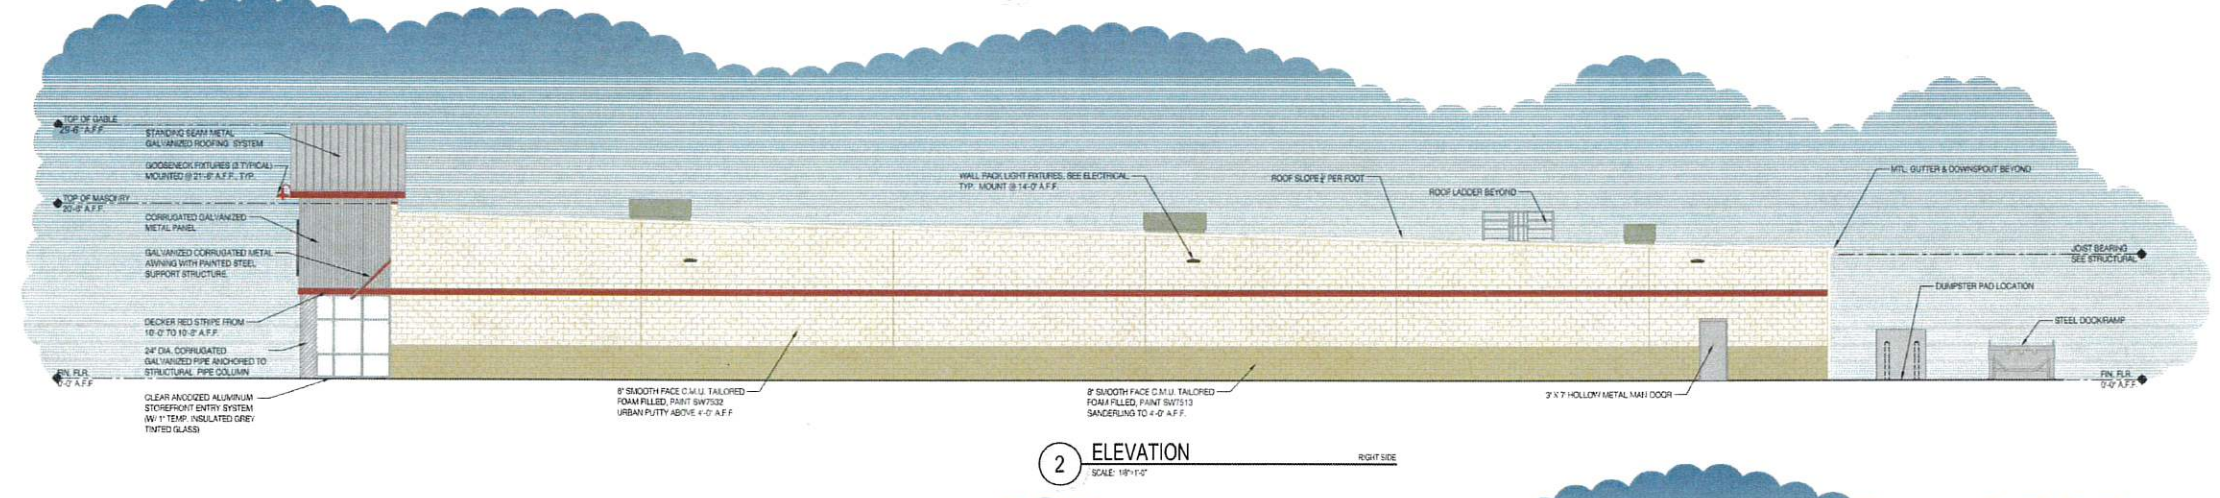 TOP OF GABLE
29'-6" A.F.F.
STANDING SEAM METAL
GALVANIZED ROOFING SYSTEM
GOOSENECK FIXTURES (3 TYPICAL)
MOUNTED @ 21'-6" A.F.F., TYP.
TOP OF MASONRY
20'-8" A.F.F.
CORRUGATED GALVANIZED
METAL PANEL
GALVANIZED CORRUGATED METAL
AWNING WITH PAINTED STEEL
SUPPORT STRUCTURE.
DECKER RED STRIPE FROM
10'-0" TO 10'-8" A.F.F.
24" DIA. CORRUGATED
GALVANIZED PIPE ANCHORED TO
STRUCTURAL PIPE COLUMN
FIN. FLR.
0'-0" A.F.F.
CLEAR ANODIZED ALUMINUM
STOREFRONT ENTRY SYSTEM
(W/ 1" TEMP. INSULATED GREY
TINTED GLASS)
WALL PACK LIGHT FIXTURES, SEE ELECTRICAL,
TYP. MOUNT @ 14'-0" A.F.F.
ROOF SLOPE PER FOOT
ROOF LADDER BEYOND
MTL. GUTTER & DOWNSPOUT BEYOND
JOIST BEARING
SEE STRUCTURAL
DUMPSTER PAD LOCATION
STEEL DOCK/RAMP
FIN. FLR.
0'-0" A.F.F.
8" SMOOTH FACE C.M.U. TAILORED
FOAM FILLED, PAINT SW7532
URBAN PUTTY ABOVE 4'-0" A.F.F
8" SMOOTH FACE C.M.U. TAILORED
FOAM FILLED, PAINT SW7513
SANDERLING TO 4'-0" A.F.F.
3' X 7' HOLLOW METAL MAN DOOR
2
ELEVATION
RIGHT SIDE
SCALE: 1/8"=1'-0"